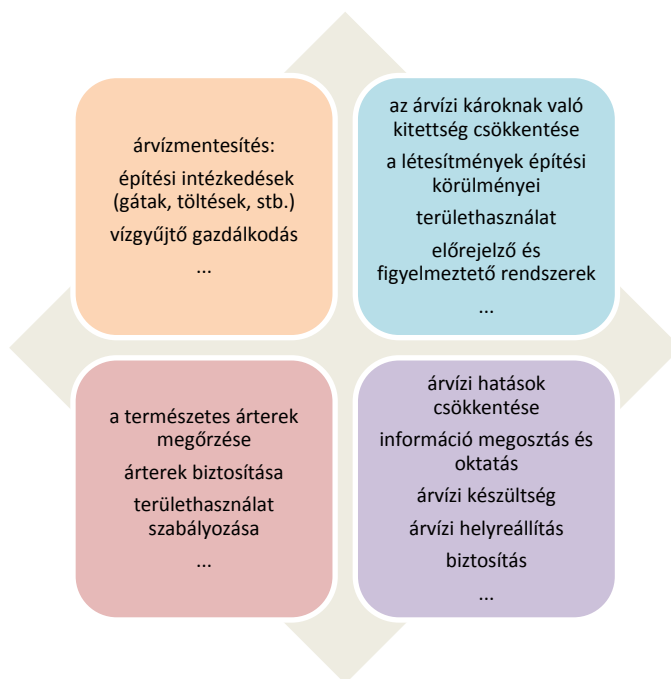 árvízmentesítés:
építési intézkedések
(gátak, töltések, stb.)
vízgyűjtő gazdálkodás
...
az árvízi károknak való
kitettség csökkentése
a létesítmények építési
körülményei
területhasználat
előrejelző és
figyelmeztető rendszerek
...
a természetes árterek
megőrzése
árterek biztosítása
területhasználat
szabályozása
...
árvízi hatások
csökkentése
információ megosztás és
oktatás
árvízi készültség
árvízi helyreállítás
biztosítás
...